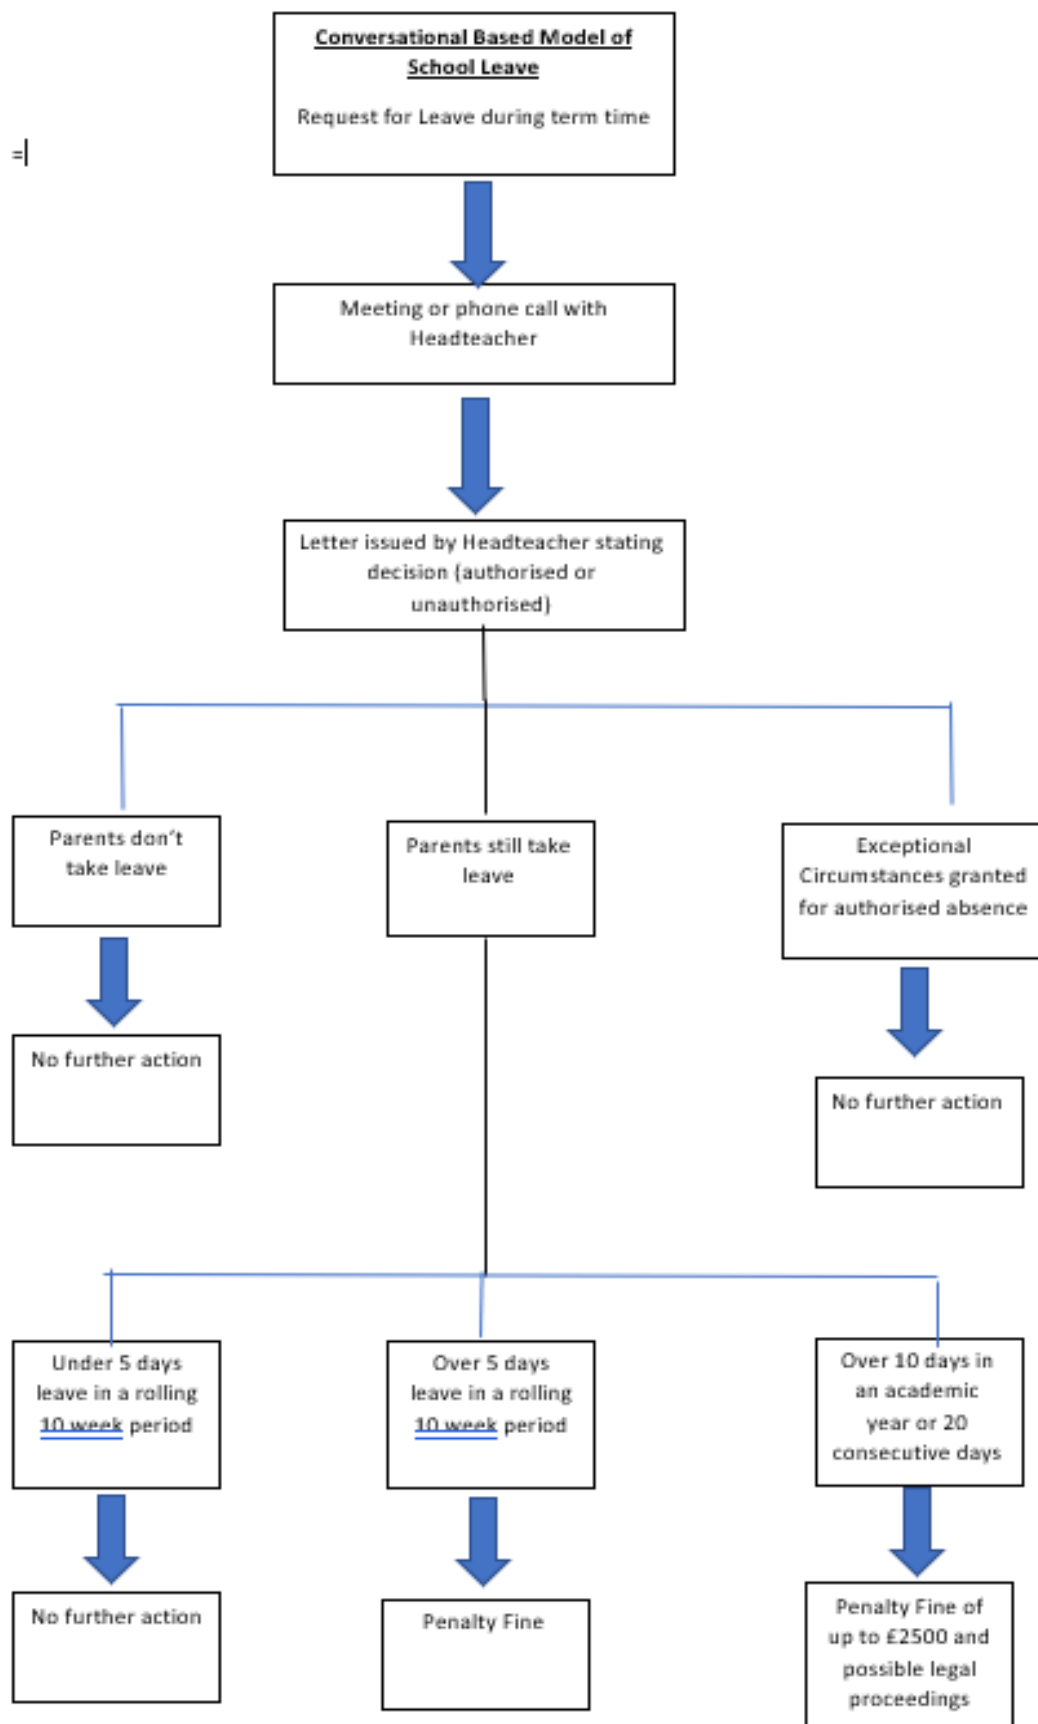 Conversational Based Model of
School Leave
Request for Leave during term time
=
Meeting or phone call with
Headteacher
Letter issued by Headteacher stating
decision (authorised or
unauthorised)
Parents don't
take leave
Parents still take
leave
Exceptional
Circumstances granted
for authorised absence
No further action
No further action
Under 5 days
leave in a rolling
10 week period
Over 5 days
leave in a rolling
10 week period
Over 10 days in
an academic
year or 20
consecutive days
No further action
Penalty Fine
Penalty Fine of
up to £2500 and
possible legal
proceedings